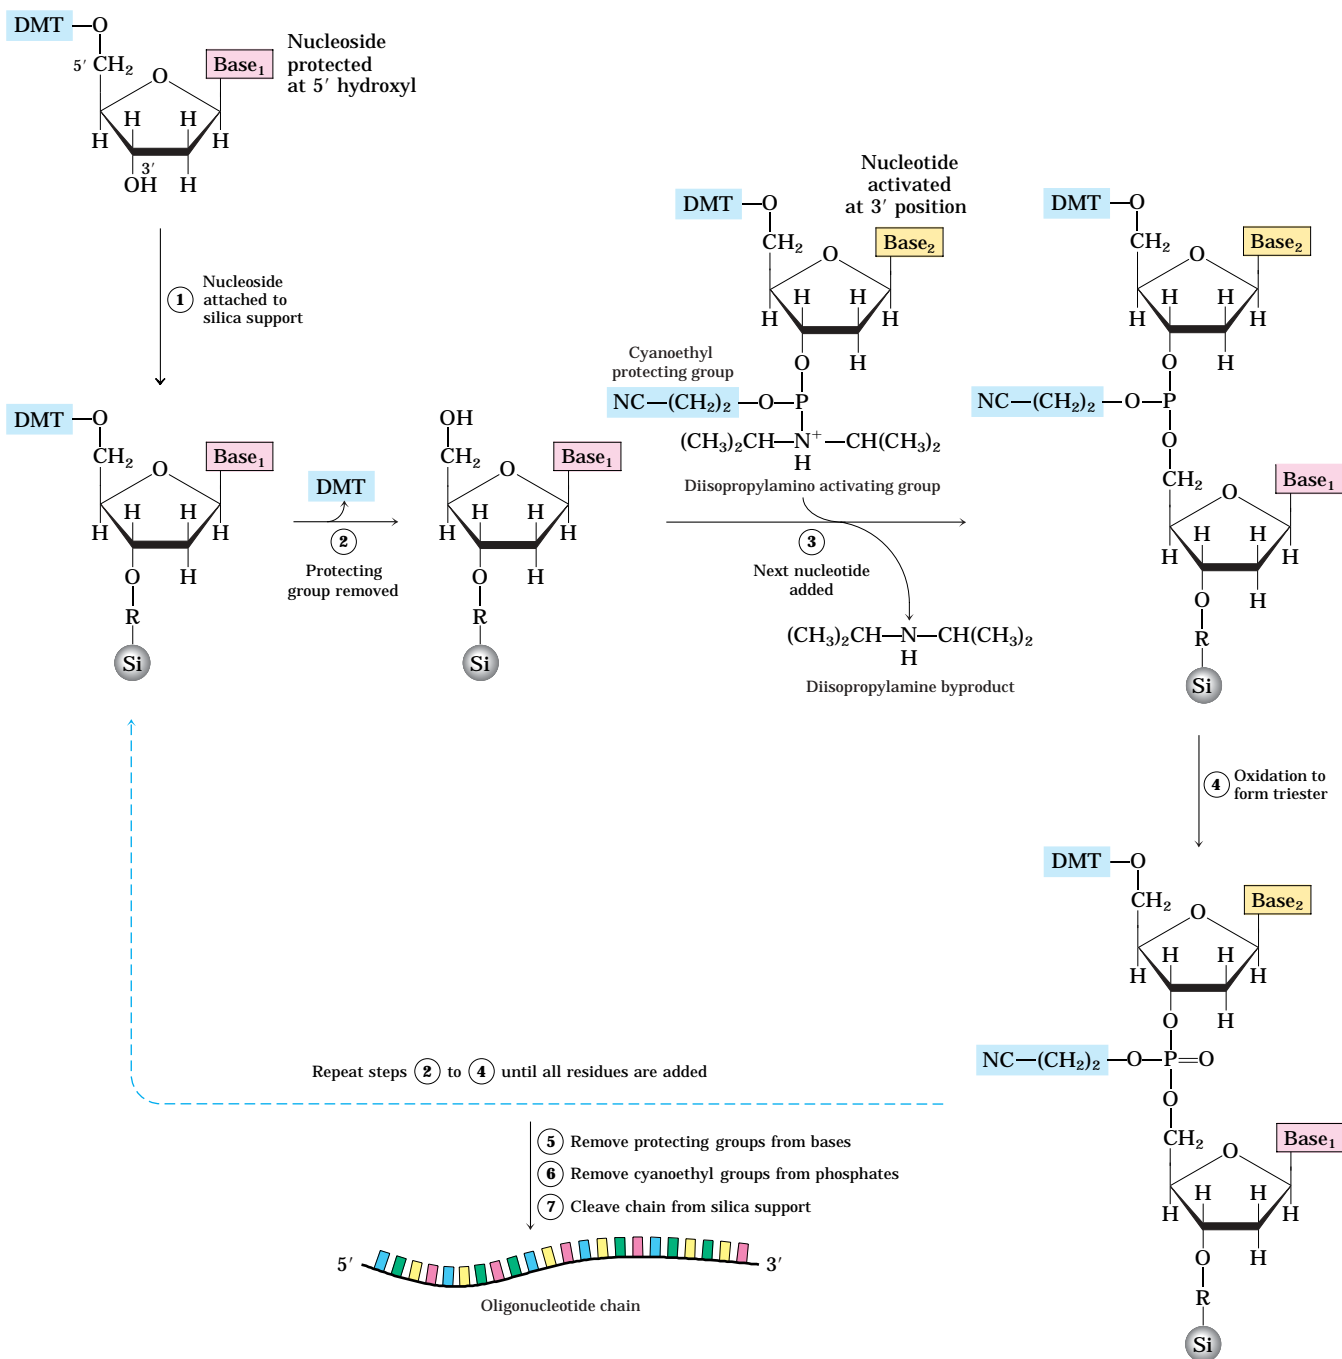 DMT—O
5′ CH₂
O
Base₁
Nucleoside
protected
at 5′ hydroxyl
H H H H
3′
OH H
1 Nucleoside
attached to
silica support
DMT—O
CH₂
O
Base₁
H H H H
O H
R
Si
DMT
2
Protecting
group removed
OH
CH₂
O
Base₁
H H H H
O H
R
Si
Nucleotide
activated
at 3′ position
DMT—O
CH₂
O
Base₂
H H H H
O H
Cyanoethyl
protecting group
NC—(CH₂)₂—O—P
(CH₃)₂CH—N⁺—CH(CH₃)₂
H
Diisopropylamino activating group
3
Next nucleotide
added
(CH₃)₂CH—N—CH(CH₃)₂
H
Diisopropylamine byproduct
DMT—O
CH₂
O
Base₂
H H H H
O H
NC—(CH₂)₂—O—P
O
CH₂
O
Base₁
H H H H
O H
R
Si
4 Oxidation to
form triester
DMT—O
CH₂
O
Base₂
H H H H
O H
NC—(CH₂)₂—O—P=O
O
CH₂
O
Base₁
H H H H
O H
R
Si
Repeat steps 2 to 4 until all residues are added
5 Remove protecting groups from bases
6 Remove cyanoethyl groups from phosphates
7 Cleave chain from silica support
5′ 3′
Oligonucleotide chain